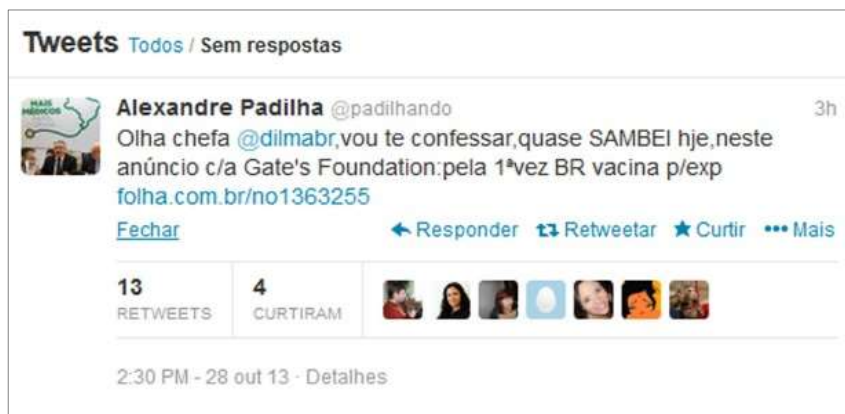 Tweets Todos / Sem respostas
MAIS
MÉDICOS
Alexandre Padilha @padilhando 3h
Olha chefa @dilmabr,vou te confessar,quase SAMBEI hje,neste
anúncio c/a Gate's Foundation:pela 1ªvez BR vacina p/exp
folha.com.br/no1363255
Fechar Responder Retweetar Curtir Mais
13 4
RETWEETS CURTIRAM
2:30 PM - 28 out 13 · Detalhes